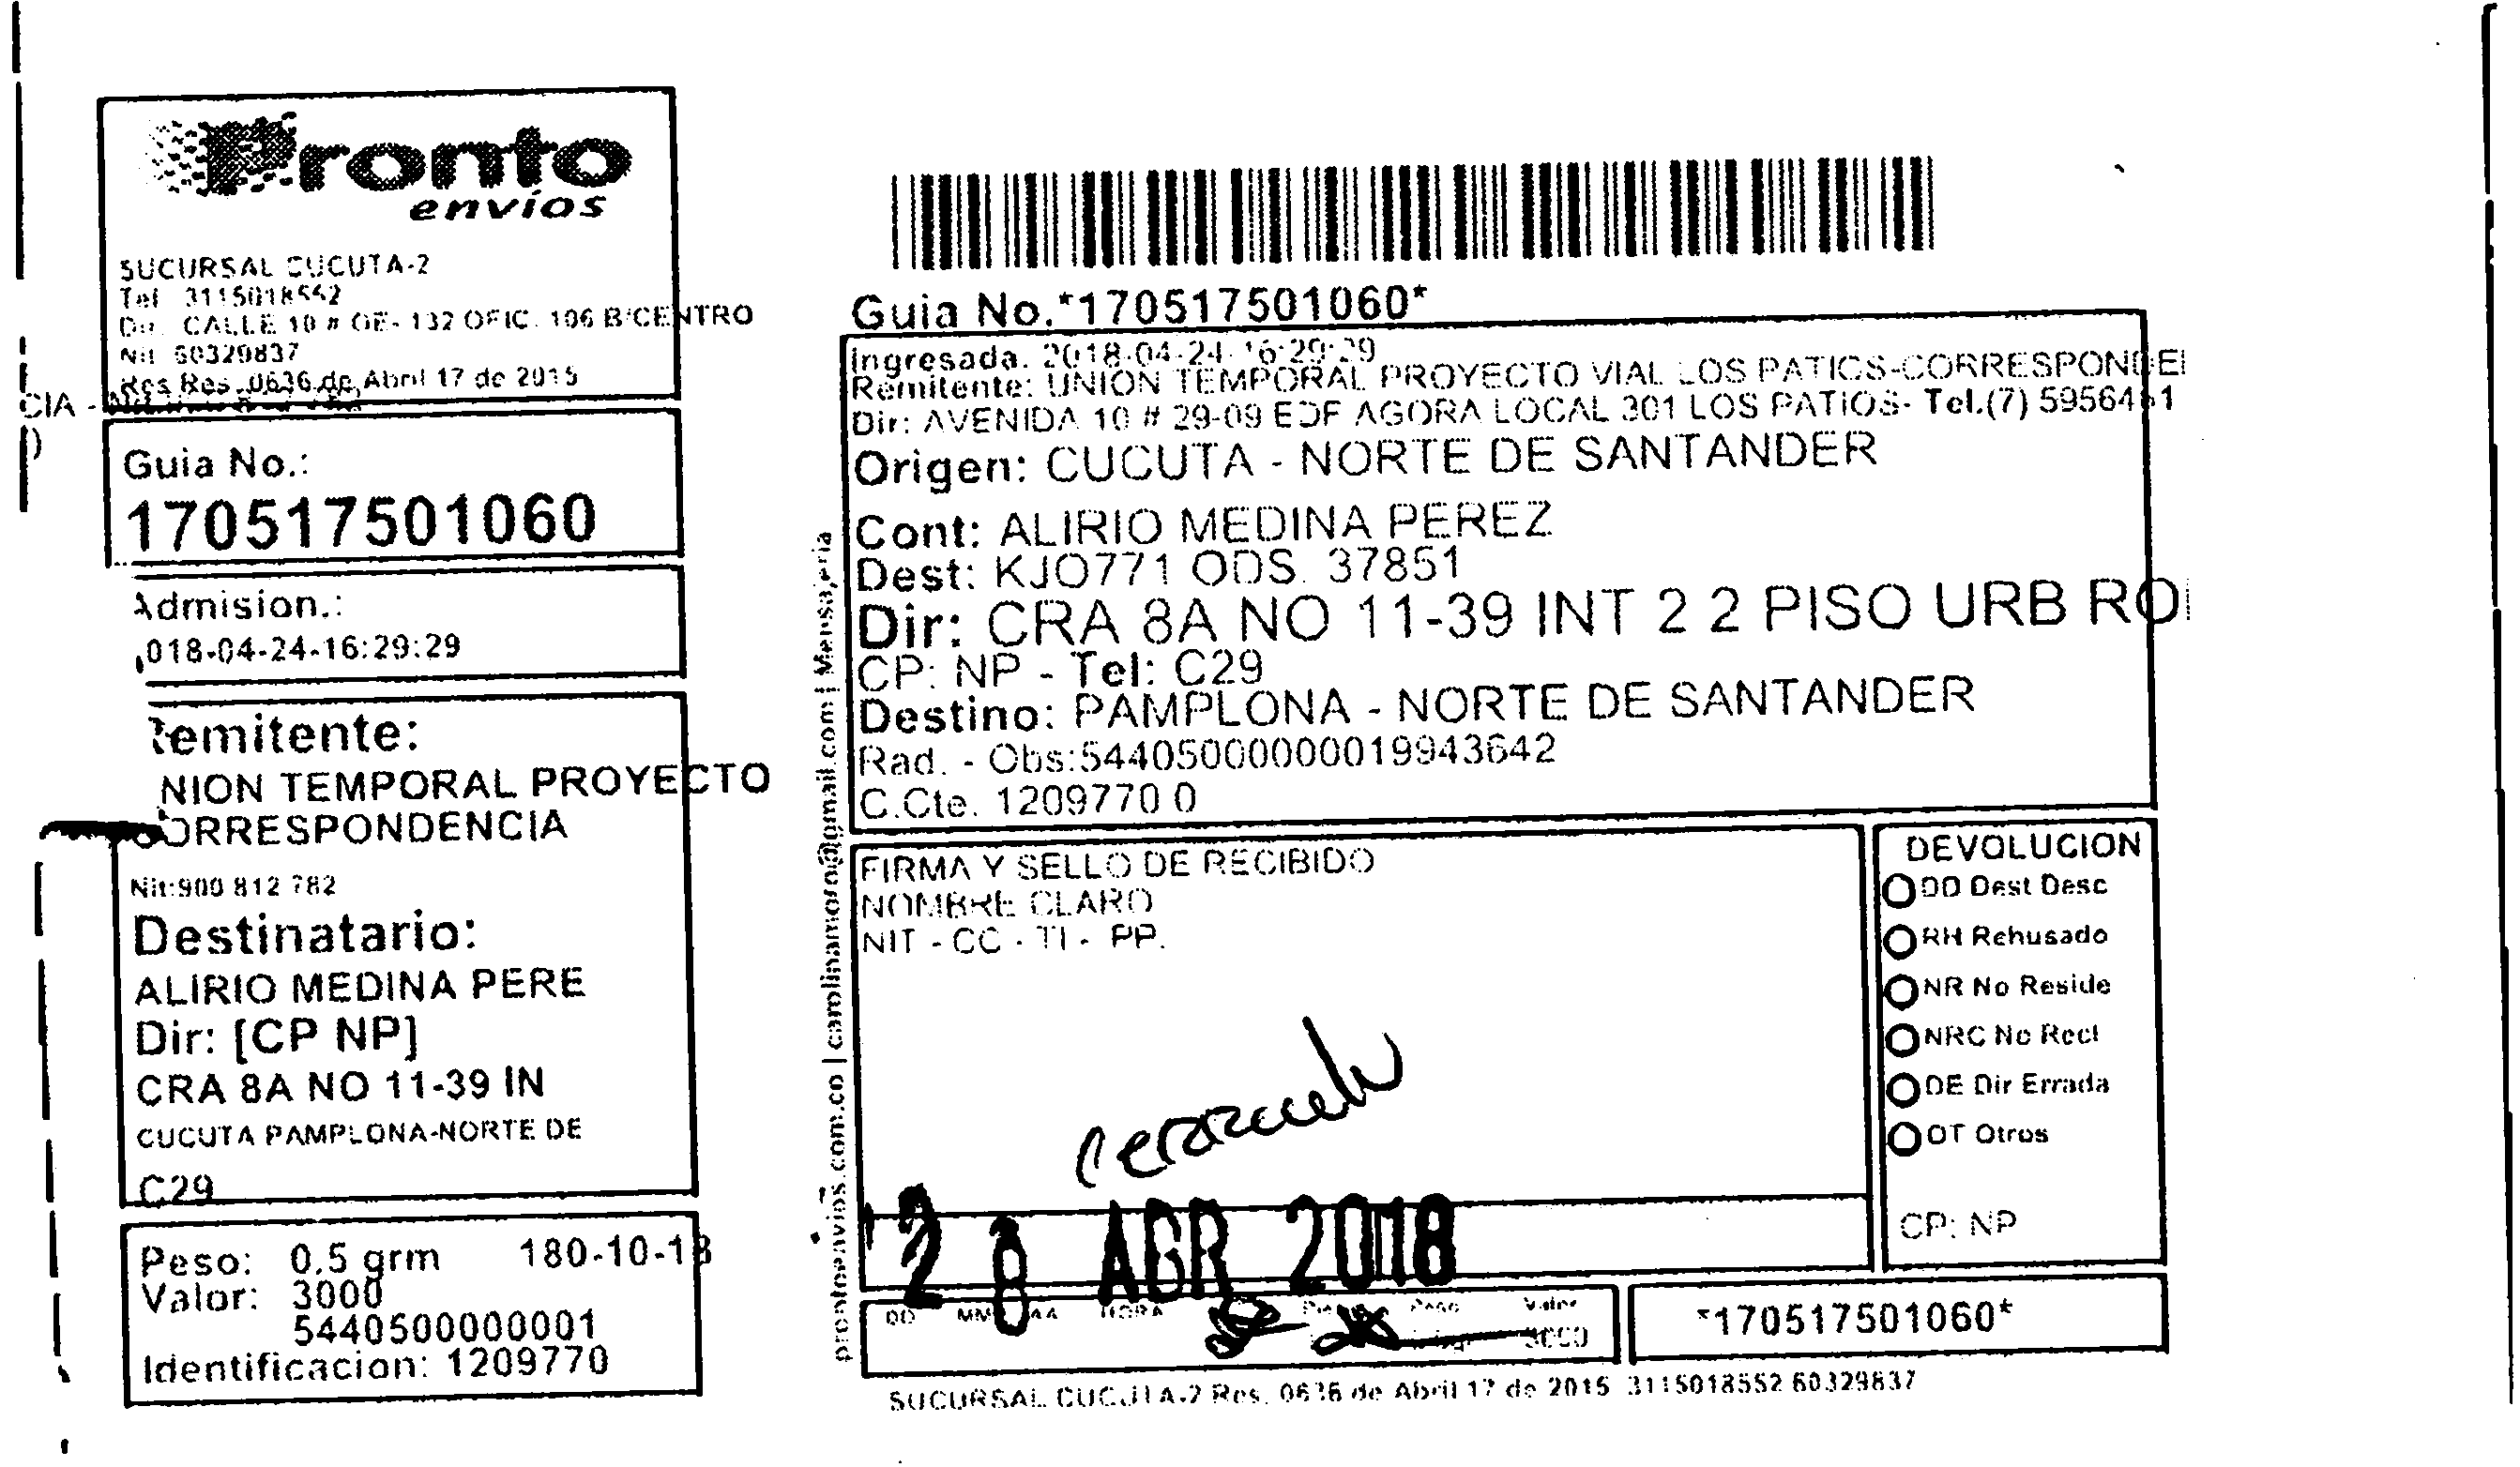 Pronto
envíos
SUCURSAL CUCUTA-2
Tel. 3115018552
Dir. CALLE 10 # OE- 132 OFIC. 106 B/CENTRO
Nit 60329837
Res Res. 0636 de Abril 17 de 2015
CIA -
)
Guia No.:
170517501060
Admision.:
018-04-24-16:29:29
Remitente:
NION TEMPORAL PROYECTO
CORRESPONDENCIA
Nit:900 812 782
Destinatario:
ALIRIO MEDINA PERE
Dir: [CP NP]
CRA 8A NO 11-39 IN
CUCUTA PAMPLONA-NORTE DE
C29
Peso: 0.5 grm 180-10-18
Valor: 3000
5440500000001
Identificacion: 1209770
prontoenvios.com.co | carolinamoro@gmail.com | Mensajeria
Guia No.*170517501060*
Ingresada. 2018-04-24-16:29:29
Remitente: UNION TEMPORAL PROYECTO VIAL LOS PATIOS-CORRESPONDEI
Dir: AVENIDA 10 # 29-09 EDF AGORA LOCAL 301 LOS PATIOS- Tel.(7) 5956461
Origen: CUCUTA - NORTE DE SANTANDER
Cont: ALIRIO MEDINA PEREZ
Dest: KJO771 ODS. 37851
Dir: CRA 8A NO 11-39 INT 2 2 PISO URB RO
CP: NP - Tel: C29
Destino: PAMPLONA - NORTE DE SANTANDER
Rad. - Obs:544050000000019943642
C.Cte. 1209770 0
FIRMA Y SELLO DE RECIBIDO
NOMBRE CLARO
NIT - CC - TI - PP.
28 ABR 2018
DD MM AA HORA Peso Valor
3000
DEVOLUCION
DD Dest Desc
RH Rehusado
NR No Reside
NRC No Recl
DE Dir Errada
OT Otros
CP: NP
*170517501060*
SUCURSAL CUCUTA-2 Res. 0636 de Abril 17 de 2015 3115018552 60329837